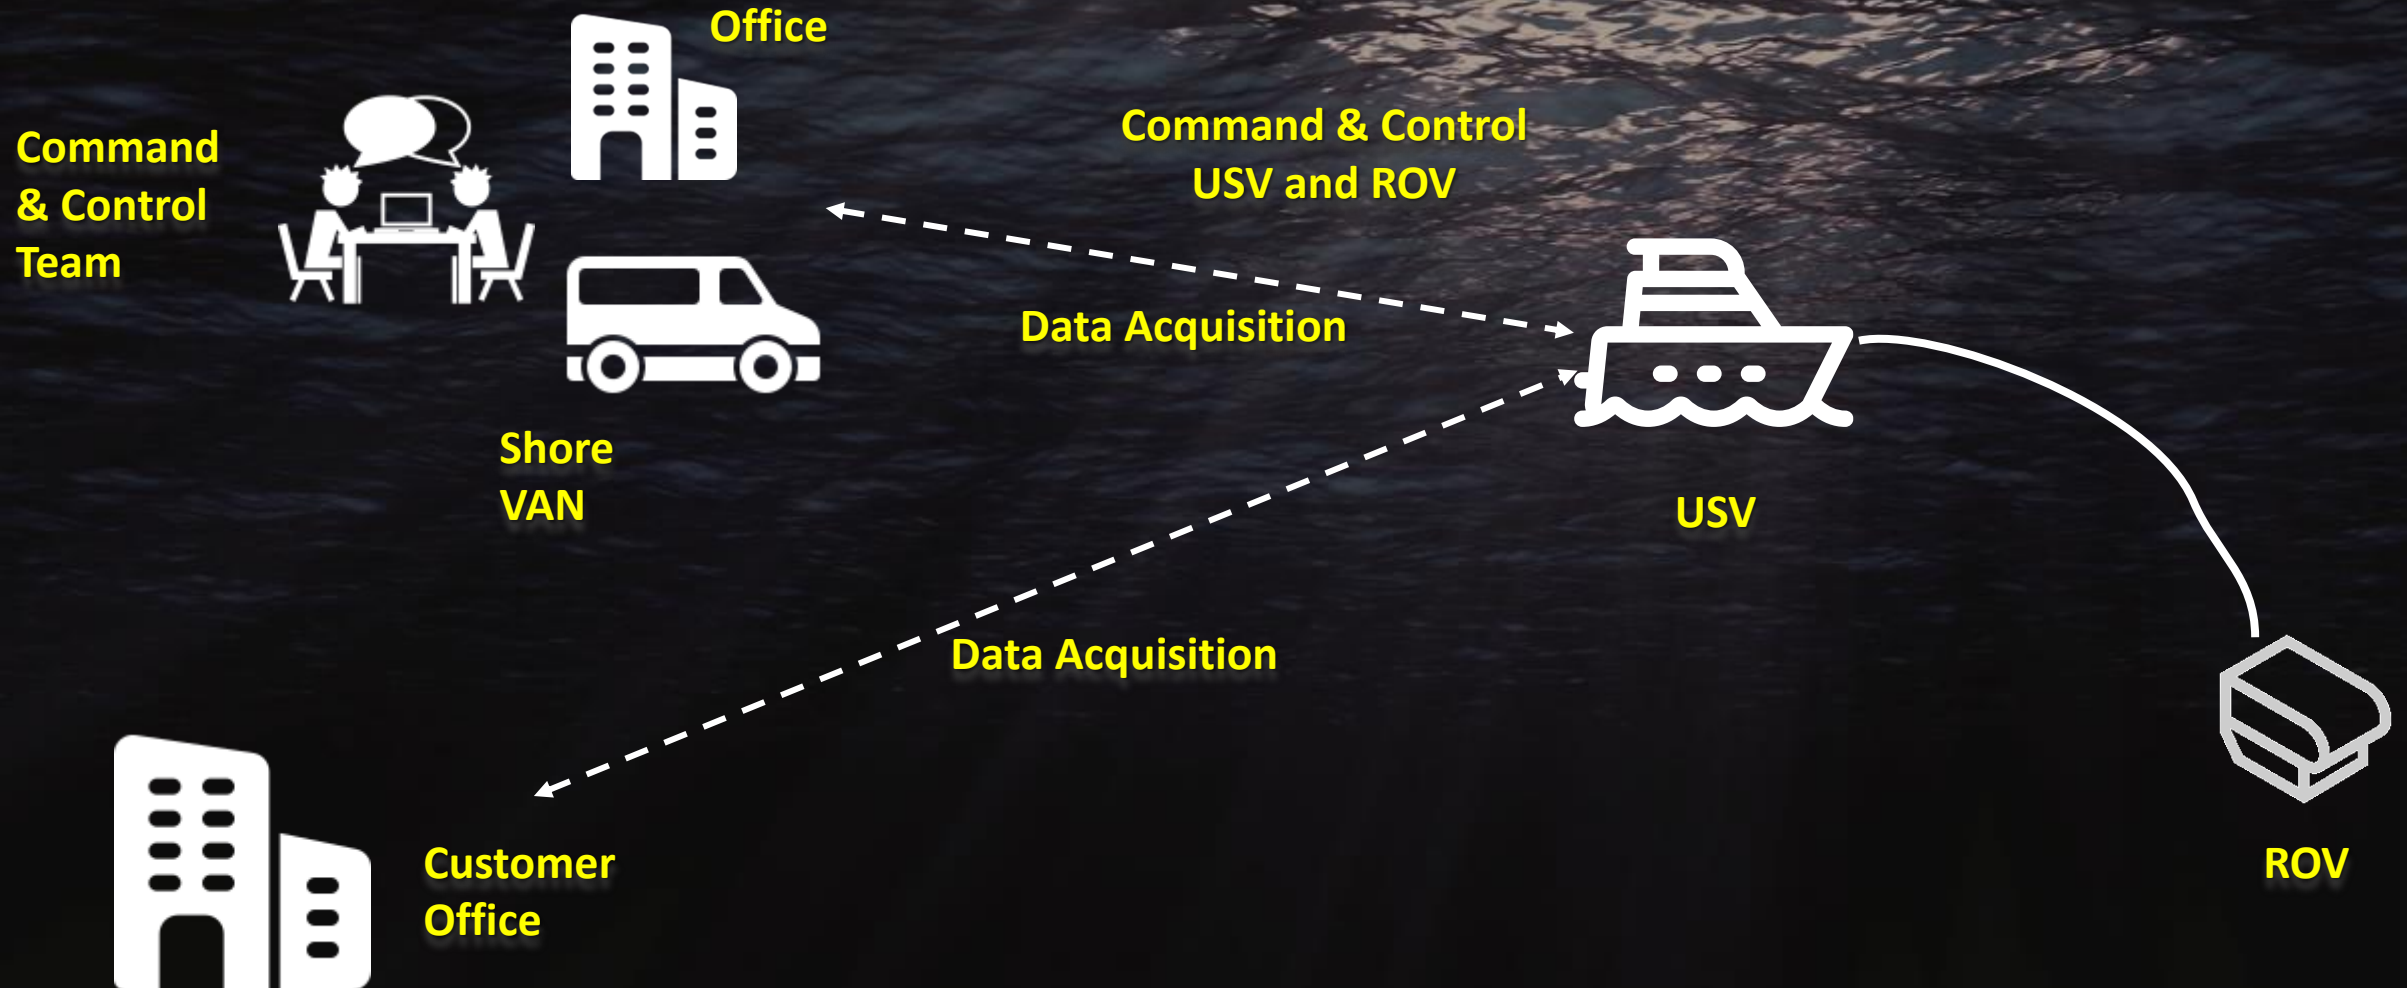 Office
Command
& Control
Team
Command & Control
USV and ROV
Data Acquisition
Shore
VAN
USV
Data Acquisition
Customer
Office
ROV